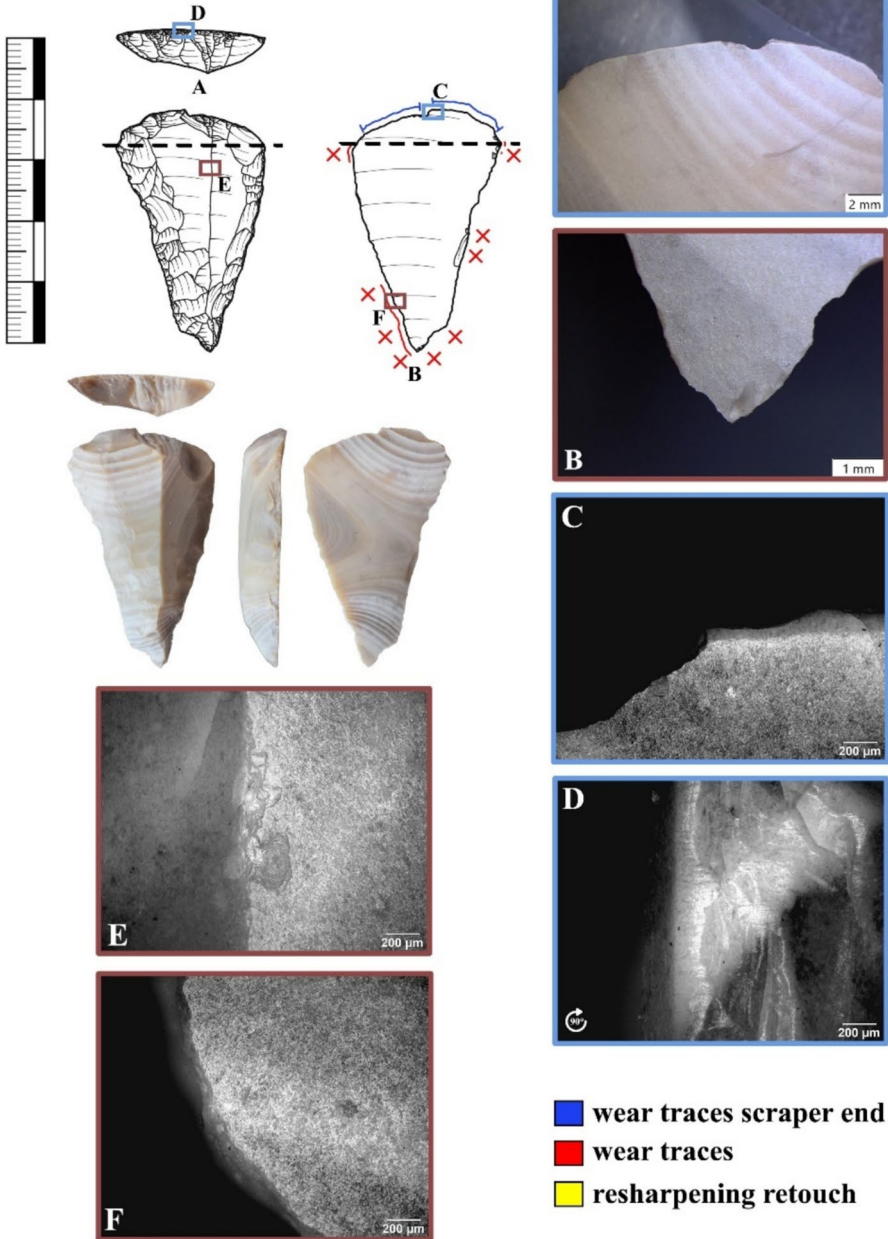 D
A
E
C
F
B
2 mm
B
1 mm
C
200 µm
E
200 µm
D
90°
200 µm
F
200 µm
wear traces scraper end
wear traces
resharpening retouch